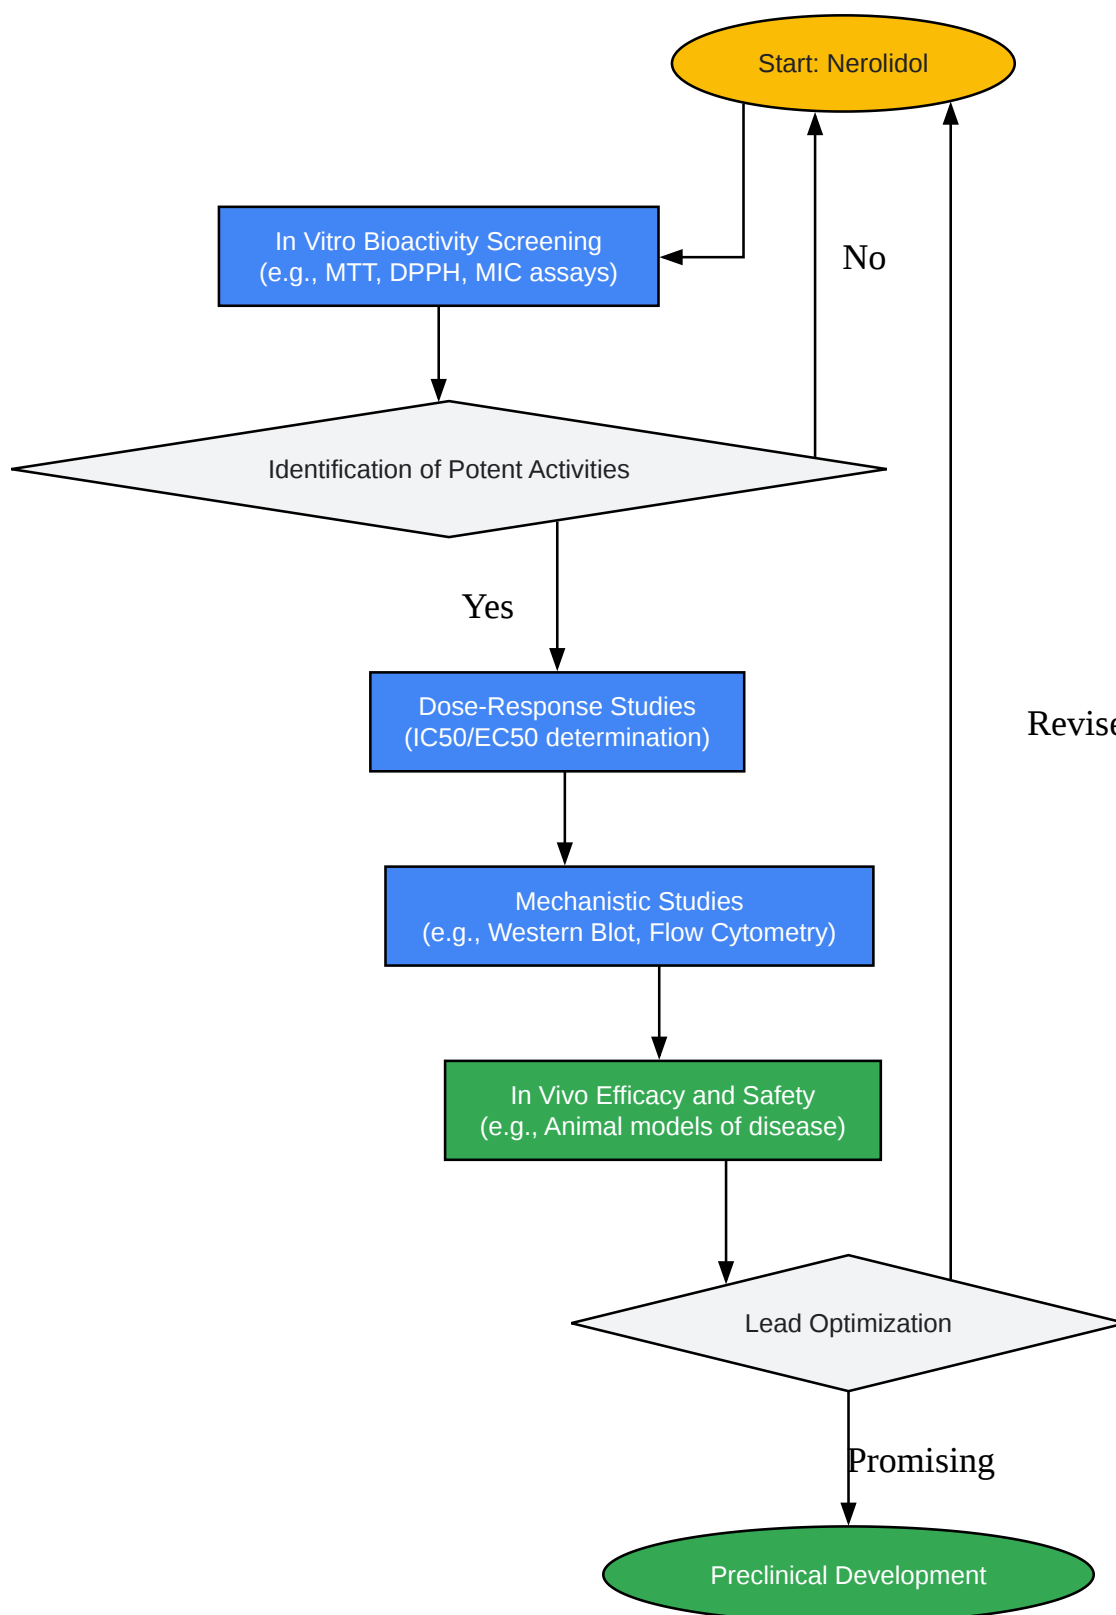 Start: Nerolidol
In Vitro Bioactivity Screening
(e.g., MTT, DPPH, MIC assays)
No
Identification of Potent Activities
Yes
Dose-Response Studies
(IC50/EC50 determination)
Revise
Mechanistic Studies
(e.g., Western Blot, Flow Cytometry)
In Vivo Efficacy and Safety
(e.g., Animal models of disease)
Lead Optimization
Promising
Preclinical Development